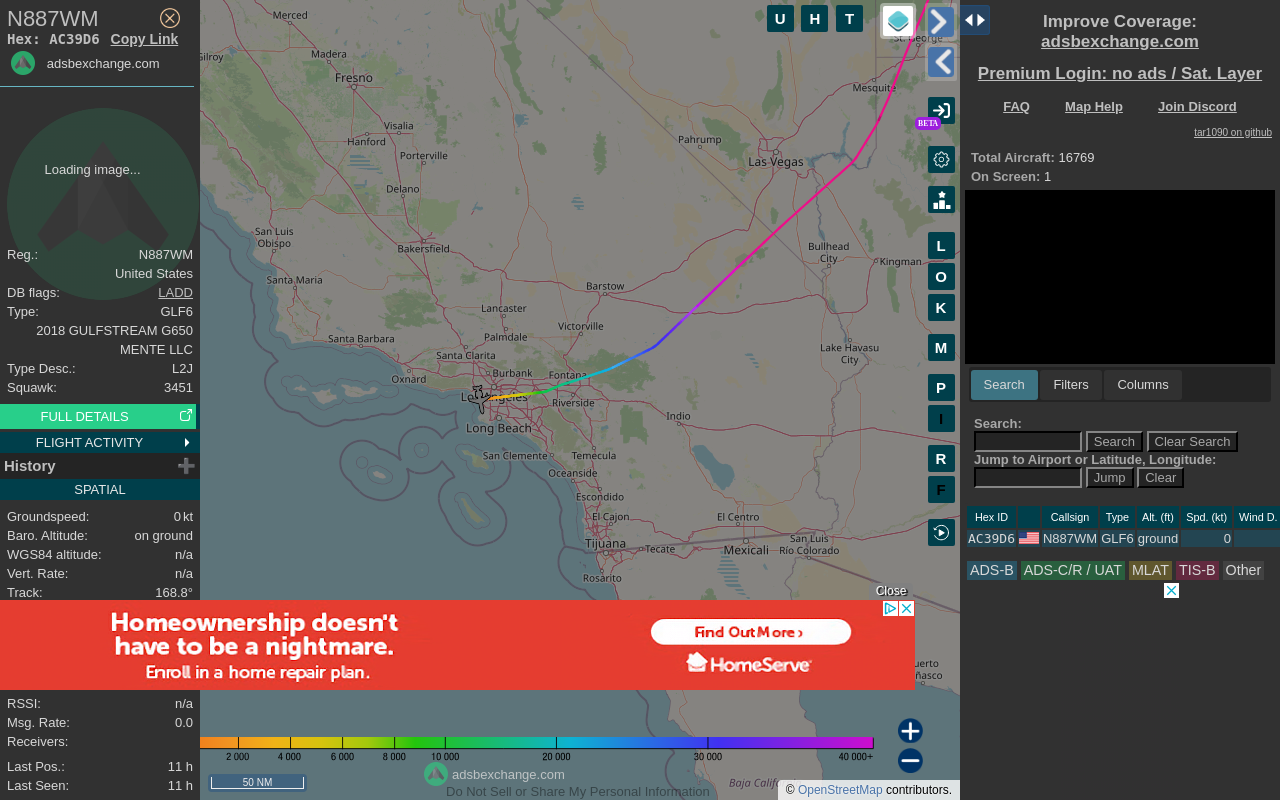 N887WM
Hex: AC39D6 Copy Link
adsbexchange.com
Loading image...
Reg.: N887WM
United States
DB flags: LADD
Type: GLF6
2018 GULFSTREAM G650
MENTE LLC
Type Desc.: L2J
Squawk: 3451
FULL DETAILS
FLIGHT ACTIVITY
History
SPATIAL
Groundspeed: 0 kt
Baro. Altitude: on ground
WGS84 altitude: n/a
Vert. Rate: n/a
Track: 168.8°
RSSI: n/a
Msg. Rate: 0.0
Receivers:
Last Pos.: 11 h
Last Seen: 11 h
U H T
Merced
Gilroy
Madera
Fresno
St. George
Mesquite
BETA
Visalia
Hanford
Porterville
Pahrump
Las Vegas
Delano
San Luis
Obispo
Bakersfield
Bullhead
City
Kingman
L
O
K
M
P
I
R
F
Santa Maria
Barstow
Lancaster
Victorville
Palmdale
Santa Barbara
Santa Clarita
Lake Havasu
City
Oxnard
Burbank
Fontana
Los Angeles
Riverside
Long Beach
Indio
San Clemente
Temecula
Oceanside
Escondido
El Cajon
El Centro
Tijuana
Tecate
Mexicali
San Luis
Río Colorado
Rosarito
Close
Homeownership doesn't
have to be a nightmare.
Enroll in a home repair plan.
Find Out More ›
HomeServe
2 000 4 000 6 000 8 000 10 000 20 000 30 000 40 000+
50 NM
adsbexchange.com
Do Not Sell or Share My Personal Information
© OpenStreetMap contributors.
Improve Coverage:
adsbexchange.com
Premium Login: no ads / Sat. Layer
FAQ Map Help Join Discord
tar1090 on github
Total Aircraft: 16769
On Screen: 1
Search Filters Columns
Search:
Search Clear Search
Jump to Airport or Latitude, Longitude:
Jump Clear
Hex ID Callsign Type Alt. (ft) Spd. (kt) Wind D.
AC39D6 N887WM GLF6 ground 0
ADS-B ADS-C/R / UAT MLAT TIS-B Other